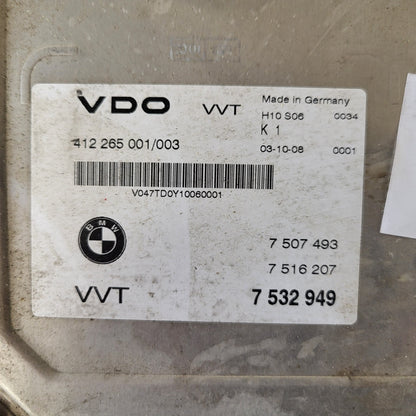 VDO VVT Made in Germany
H10 S06 0034
K 1
412 265 001/003 03-10-08 0001
V047TD0Y10060001
BMW
7 507 493
7 516 207
VVT 7 532 949